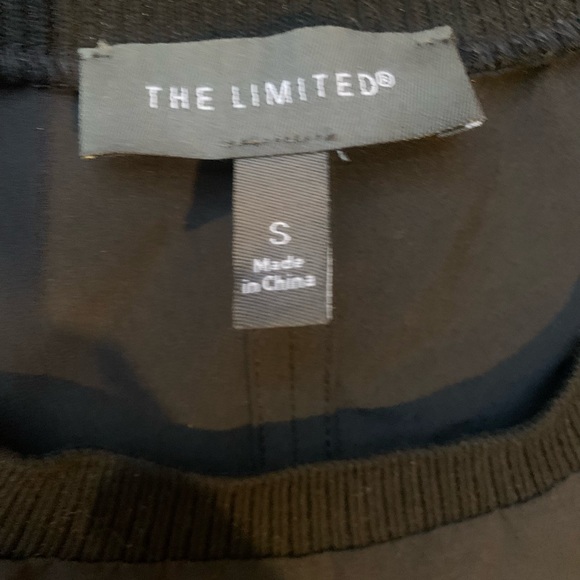 THE LIMITED®
S
Made
in China